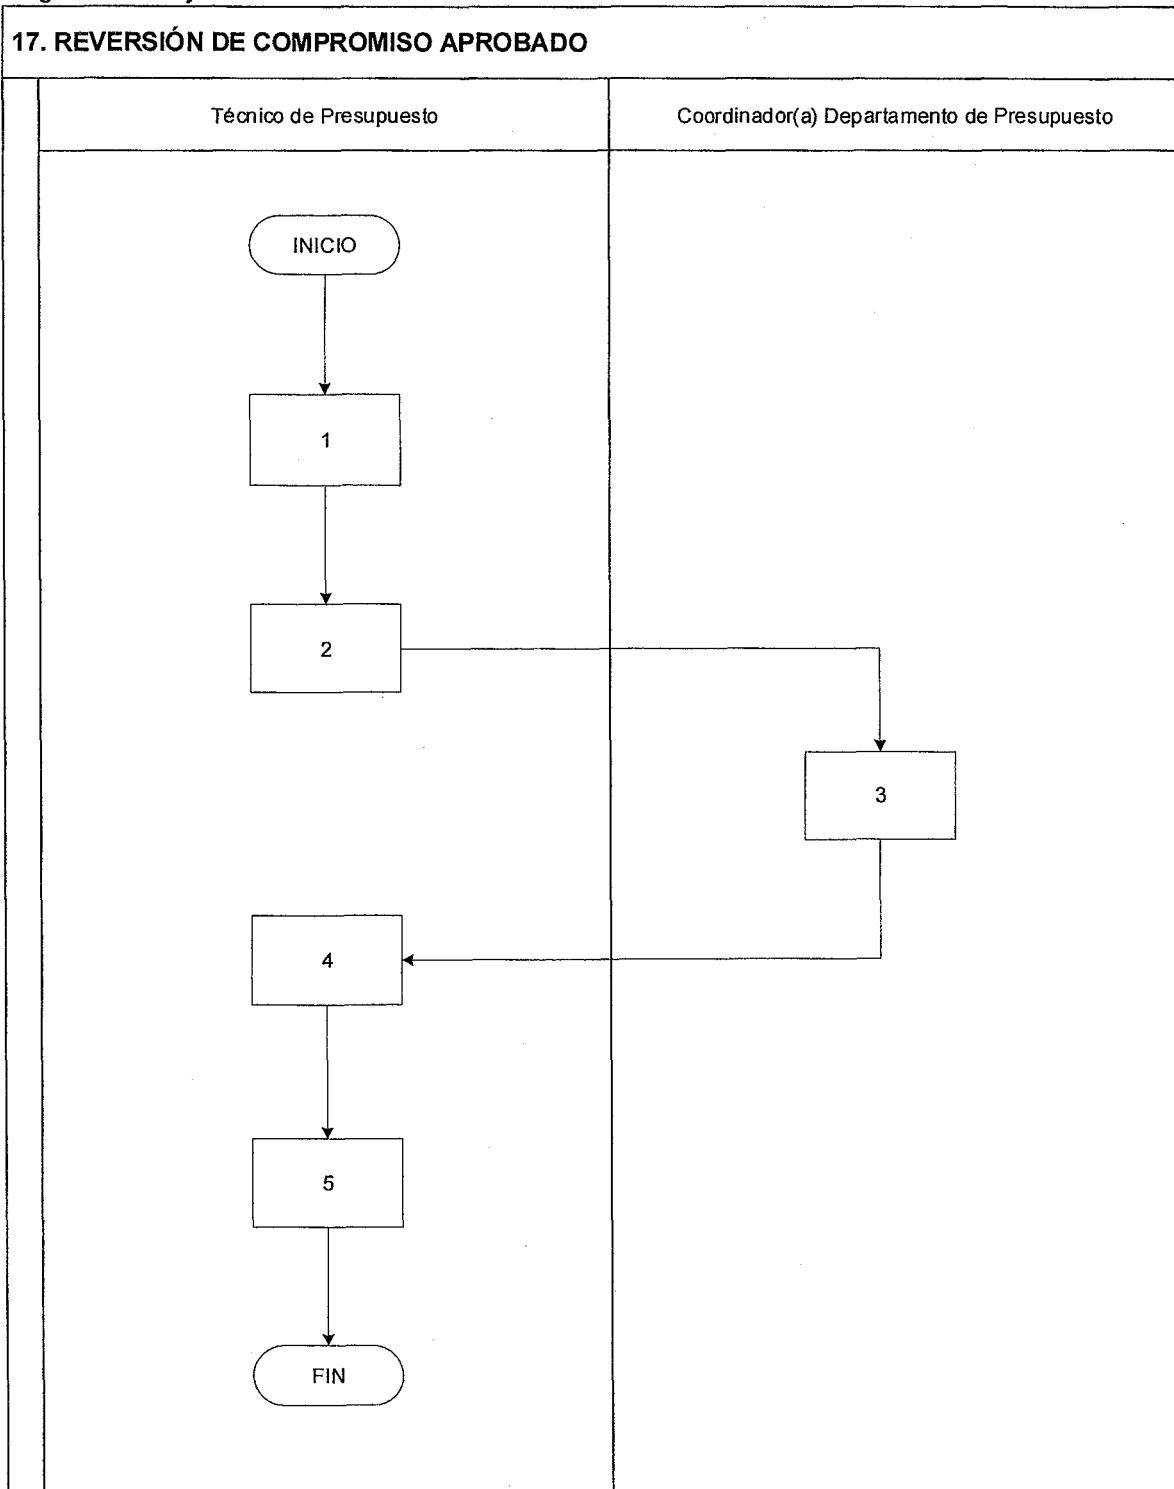 17. REVERSIÓN DE COMPROMISO APROBADO
Técnico de Presupuesto
Coordinador(a) Departamento de Presupuesto
INICIO
1
2
3
4
5
FIN